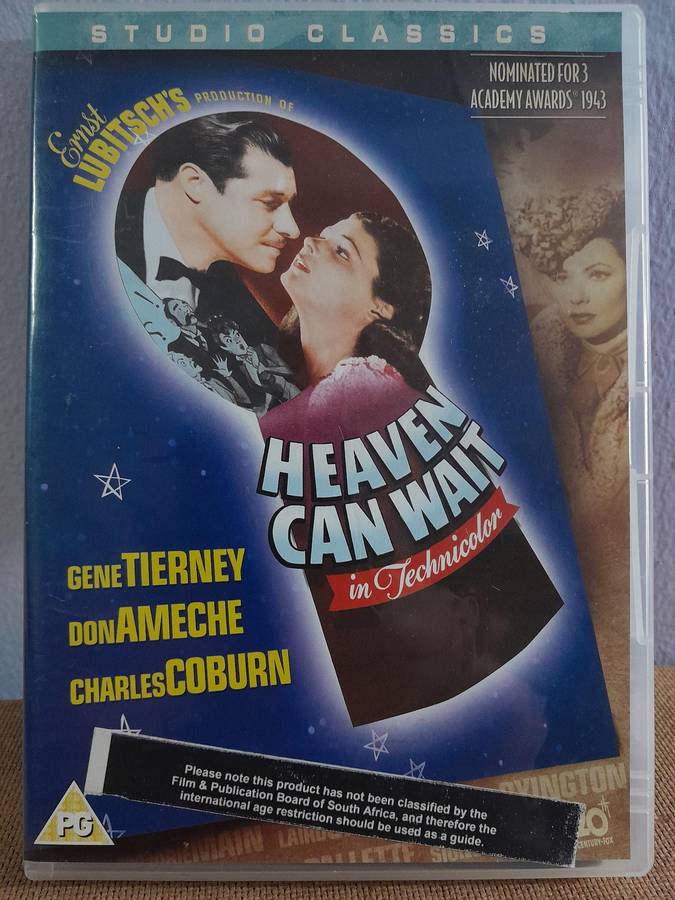 STUDIO CLASSICS
NOMINATED FOR 3
ACADEMY AWARDS® 1943
Ernst
LUBITSCH'S PRODUCTION OF
HEAVEN
CAN WAIT
in Technicolor
GENE TIERNEY
DON AMECHE
CHARLES COBURN
Please note this product has not been classified by the
Film & Publication Board of South Africa, and therefore the
international age restriction should be used as a guide.
PG
CENTURY-FOX